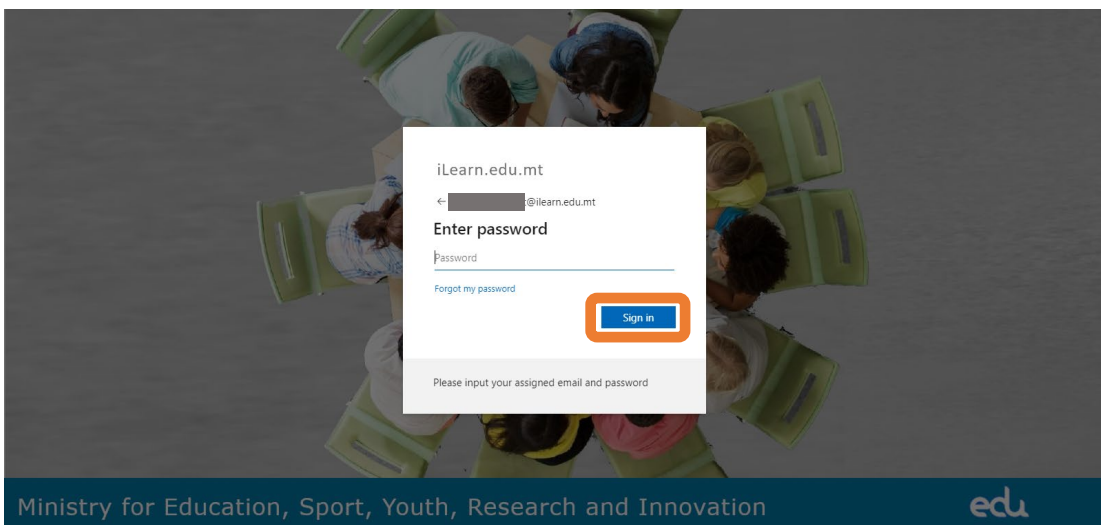 iLearn.edu.mt
@ilearn.edu.mt
Enter password
Password
Forgot my password
Sign in
Please input your assigned email and password
Ministry for Education, Sport, Youth, Research and Innovation
edu